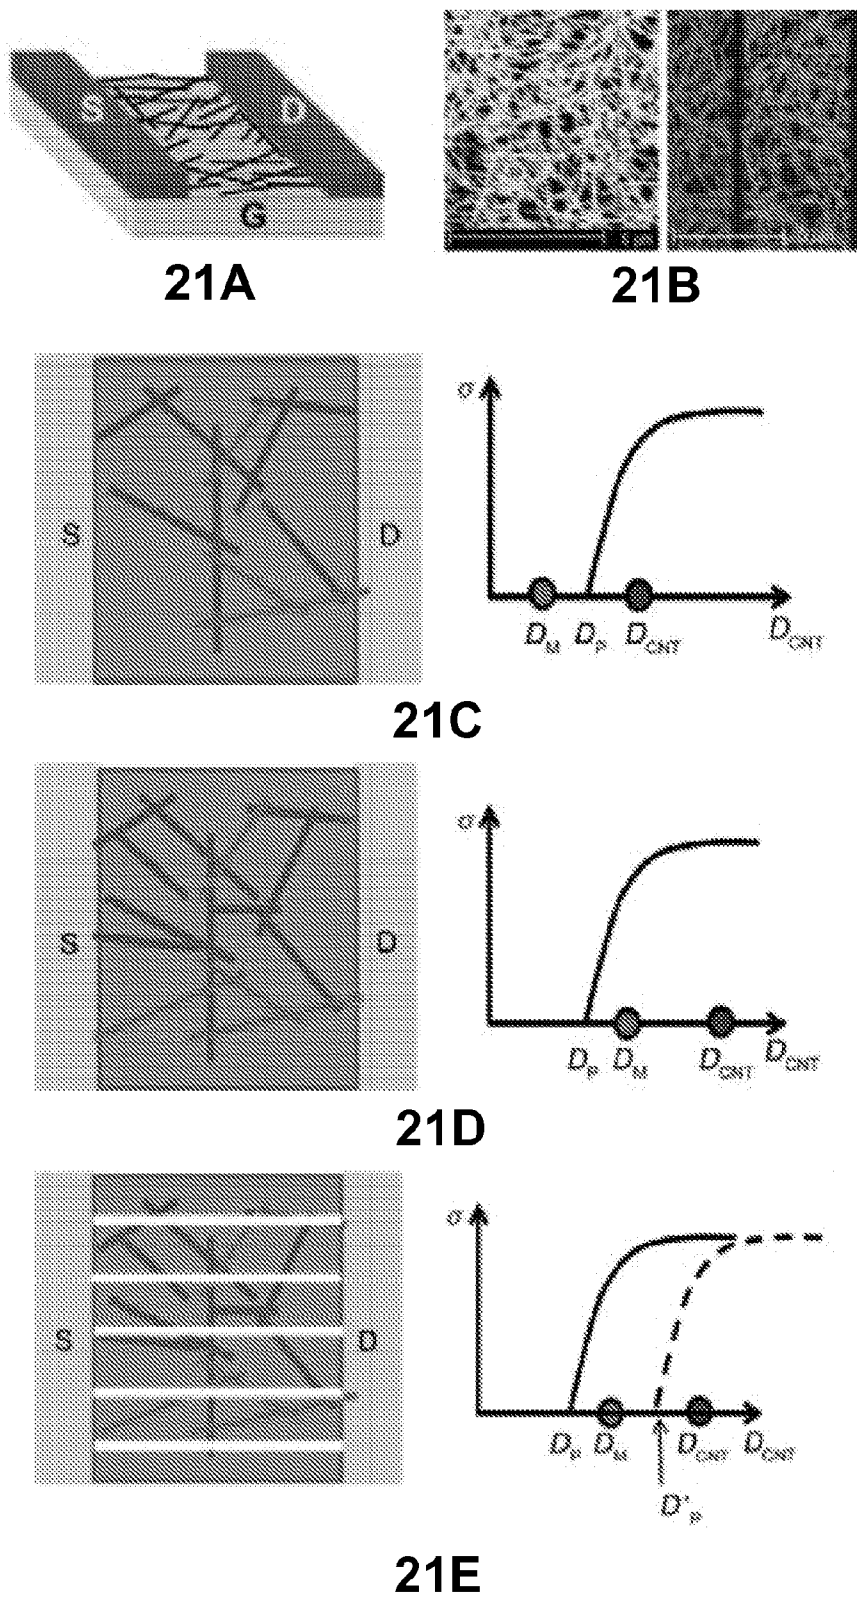 S
D
G
21A
21B
S
D
σ
D_M D_P D_CNT D_CNT
21C
S
D
σ
D_P D_M D_CNT D_CNT
21D
S
D
σ
D_P D_M D_CNT D_CNT
D*_P
21E